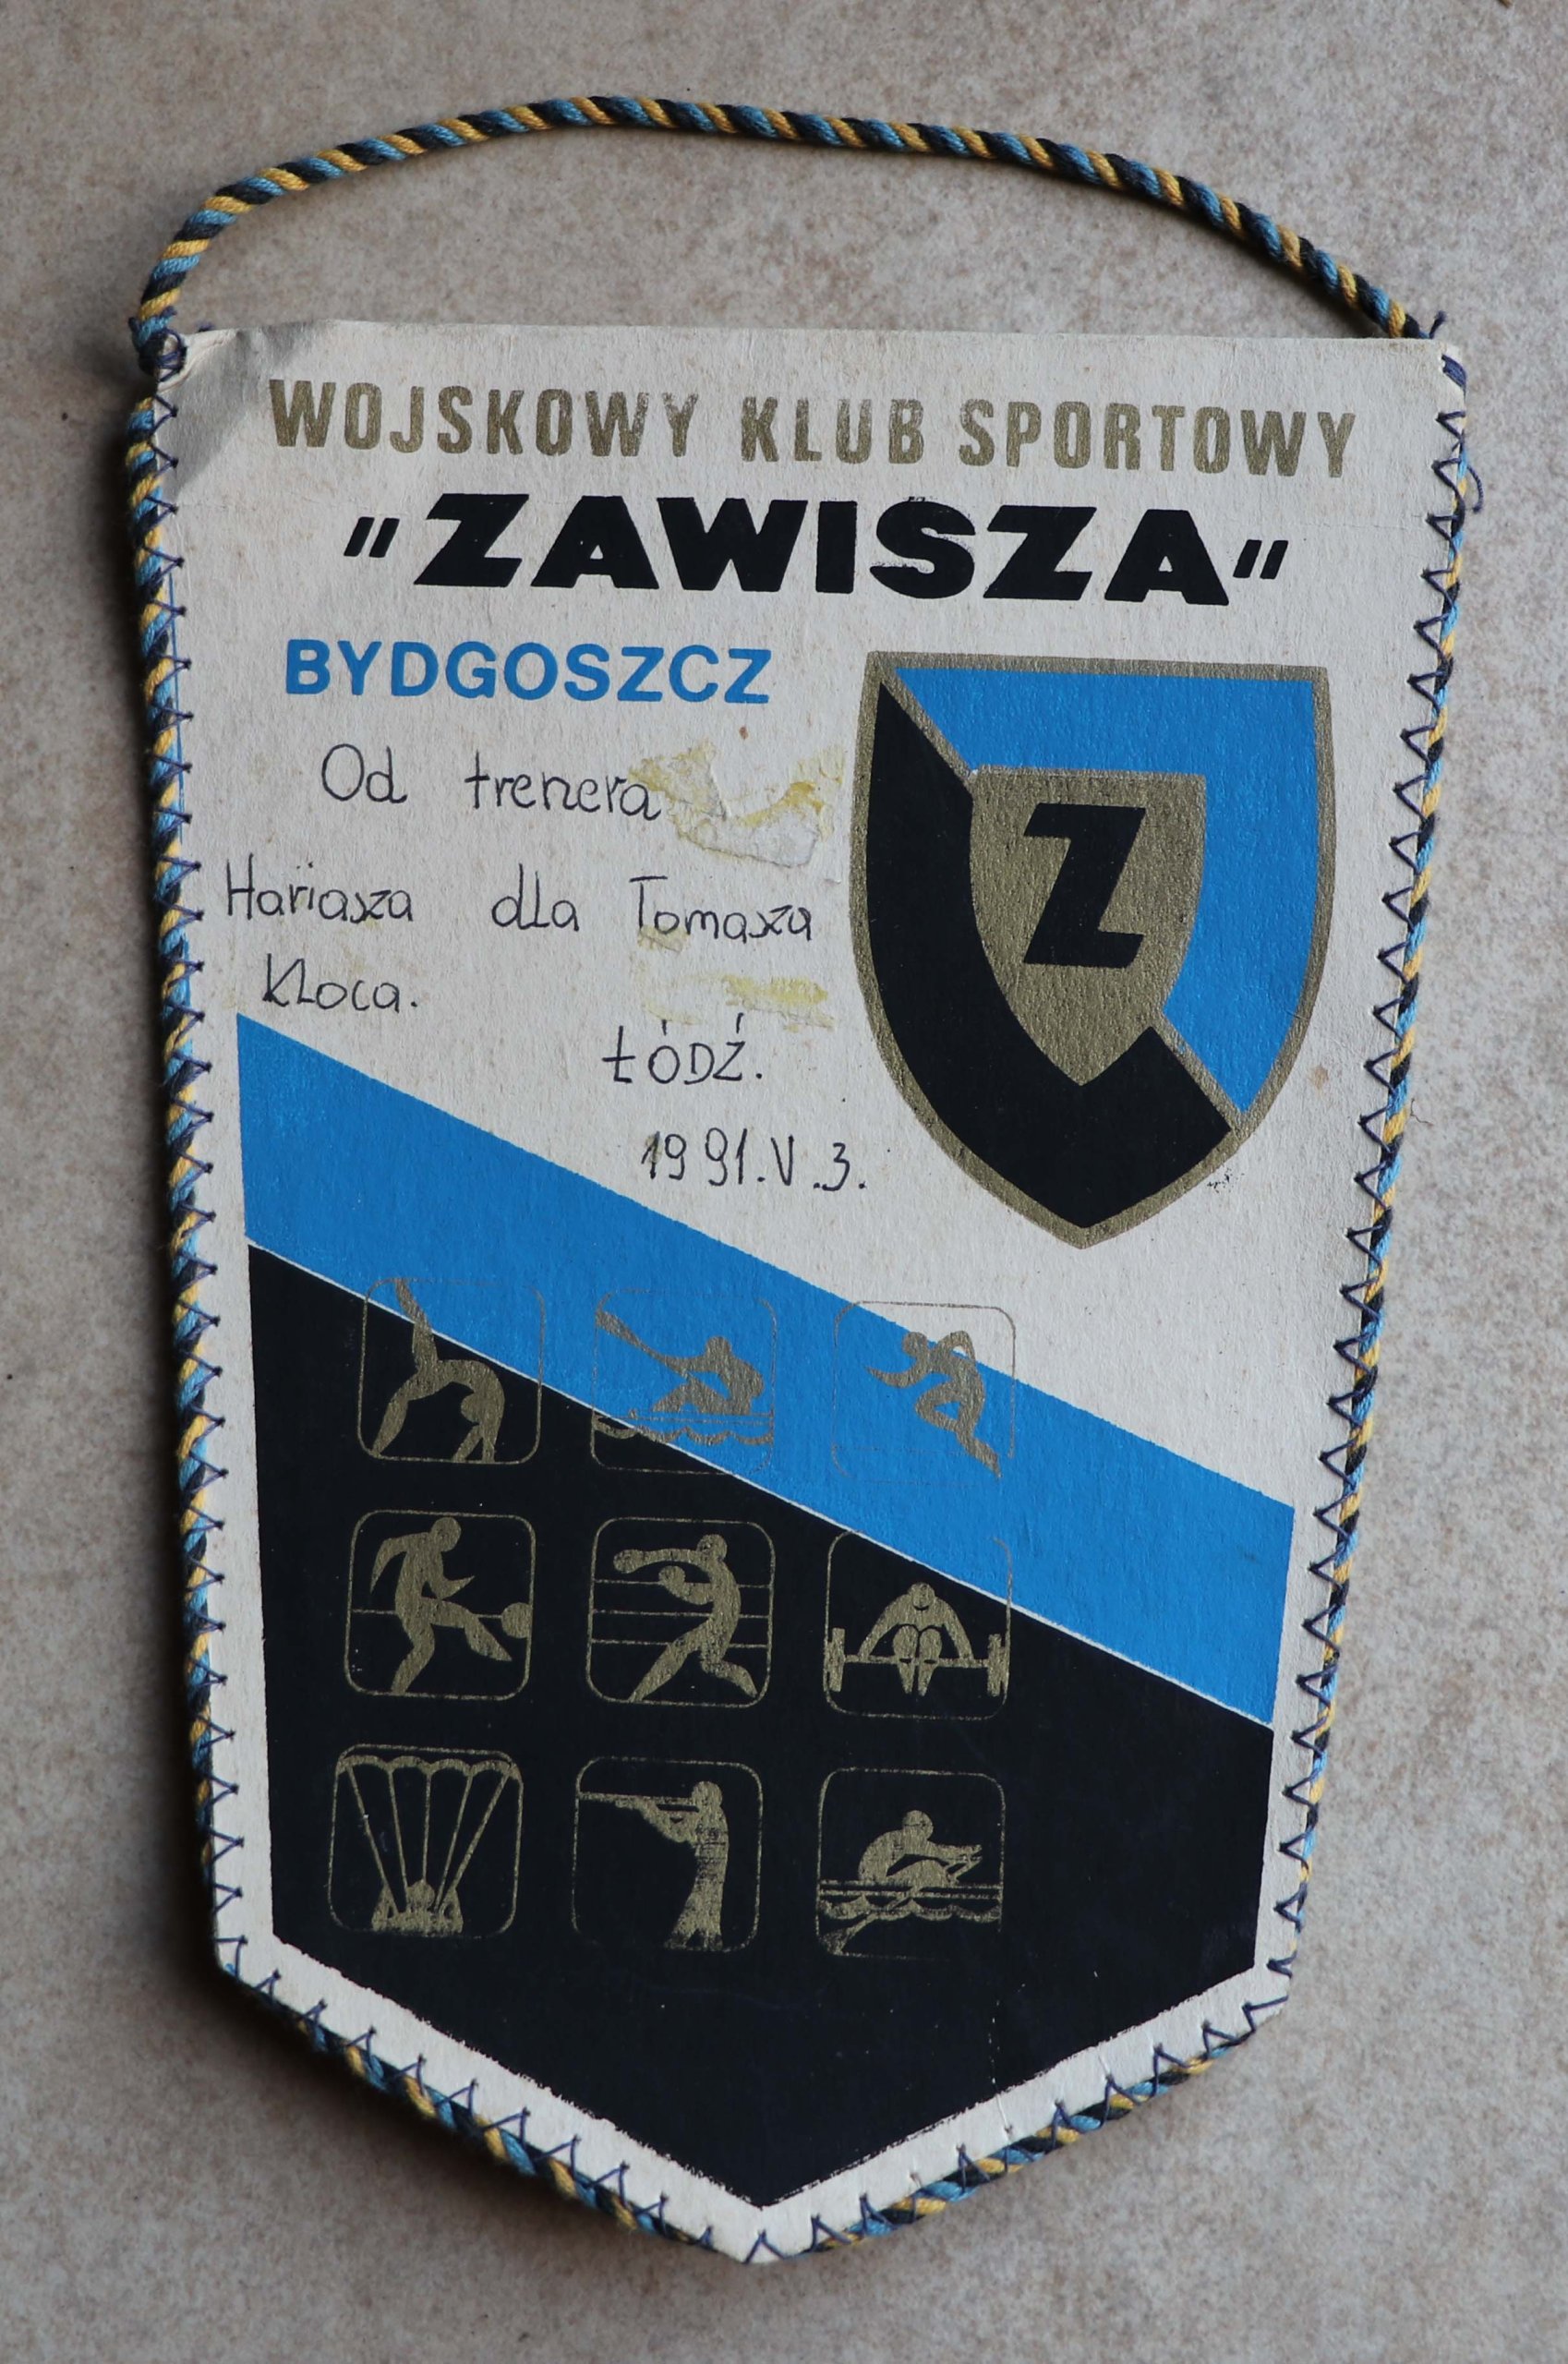 WOJSKOWY KLUB SPORTOWY
"ZAWISZA"
BYDGOSZCZ
Z
Od trenera
Hariasza dla Tomasza
Kloca.
ŁÓDŹ.
1991.V.3.